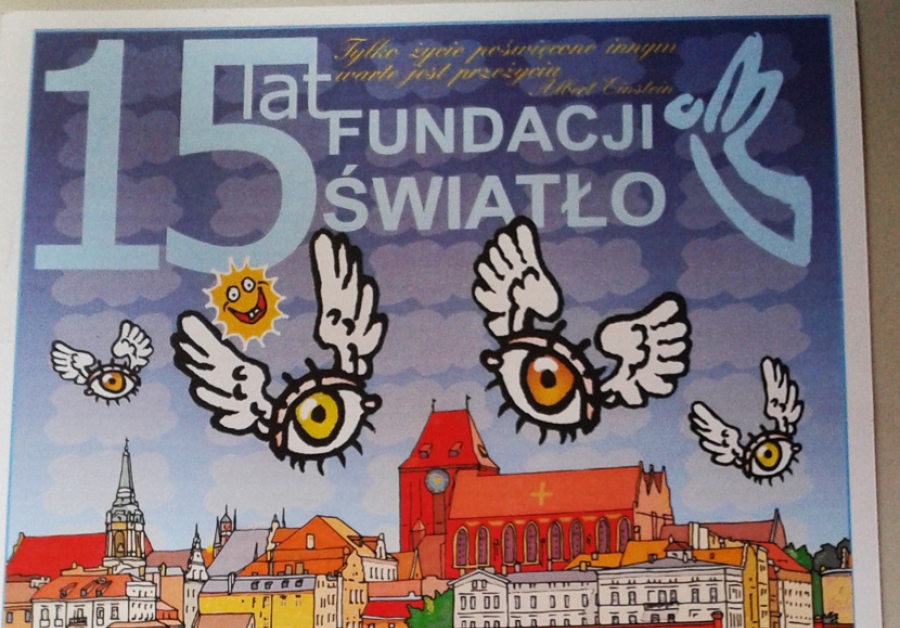 15 lat
Tylko życie poświęcone innym
warte jest przeżycia
Albert Einstein
FUNDACJI
ŚWIATŁO